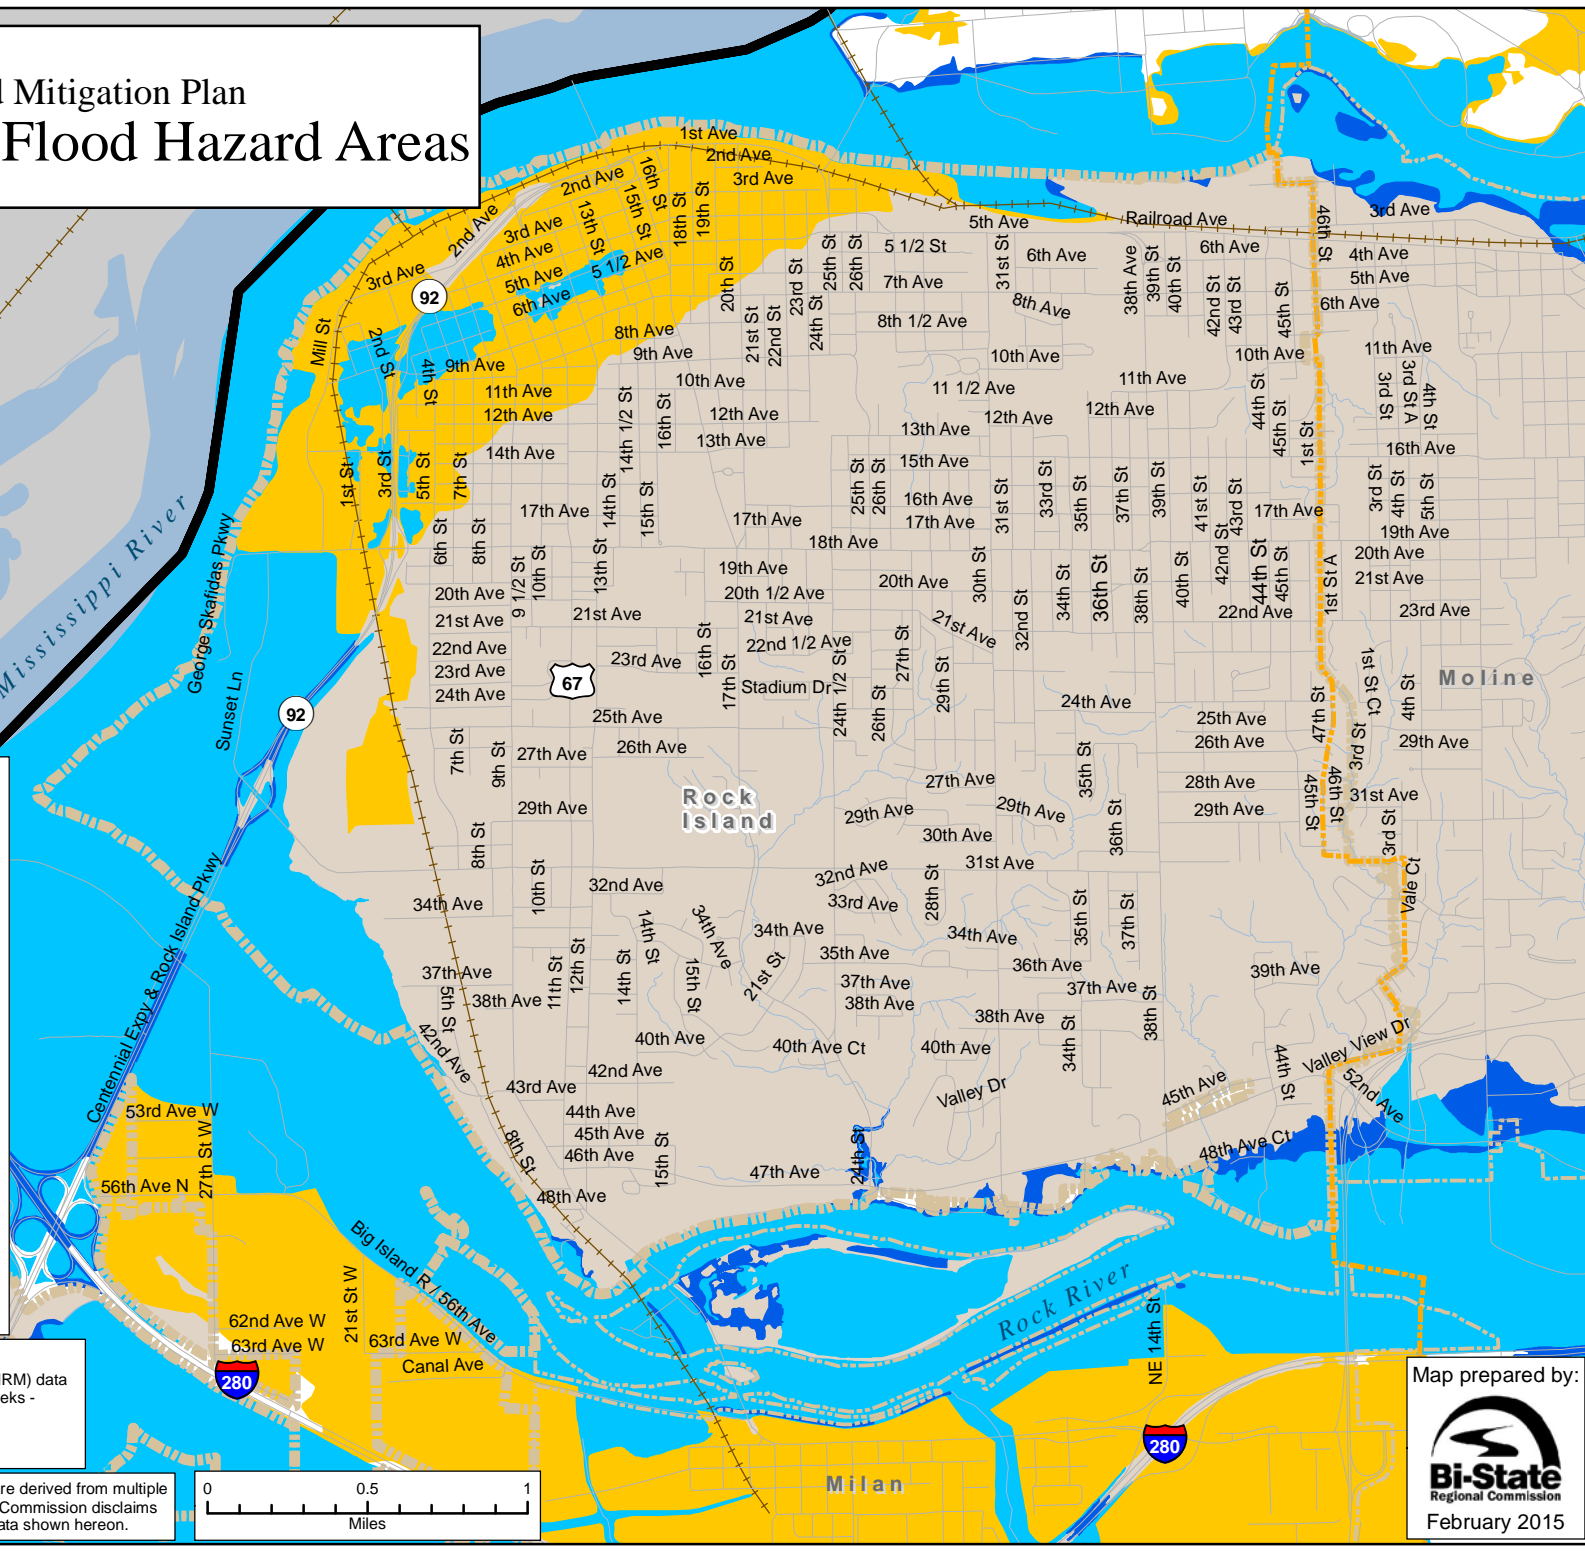 d Mitigation Plan
Flood Hazard Areas
1st Ave
2nd Ave
3rd Ave
2nd Ave
16th St
15th St
13th St
18th St
19th St
2nd Ave
3rd Ave
4th Ave
5th Ave
5 1/2 Ave
6th Ave
3rd Ave
92
Mill St
2nd St
4th St
8th Ave
9th Ave
9th Ave
11th Ave
12th Ave
14th Ave
1st St
3rd St
5th St
7th St
20th St
21st St
22nd St
23rd St
24th St
25th St
26th St
5th Ave
5 1/2 St
7th Ave
8th 1/2 Ave
31st St
6th Ave
8th Ave
10th Ave
Railroad Ave
38th Ave
39th St
40th St
6th Ave
42nd St
43rd St
45th St
46th St
3rd Ave
4th Ave
5th Ave
6th Ave
10th Ave
11th Ave
3rd St
3rd St A
4th St
16th Ave
10th Ave
12th Ave
13th Ave
14th 1/2 St
16th St
11 1/2 Ave
12th Ave
13th Ave
11th Ave
12th Ave
44th St
45th St
1st St
15th Ave
16th Ave
17th Ave
25th St
26th St
31st St
33rd St
35th St
37th St
39th St
41st St
43rd St
42nd St
17th Ave
3rd St
4th St
5th St
19th Ave
20th Ave
21st Ave
23rd Ave
17th Ave
14th St
15th St
17th Ave
18th Ave
6th St
8th St
9 1/2 St
10th St
13th St
19th Ave
20th 1/2 Ave
21st Ave
22nd 1/2 Ave
20th Ave
21st Ave
30th St
32nd St
34th St
36th St
38th St
40th St
44th St
45th St
22nd Ave
1st St A
20th Ave
21st Ave
22nd Ave
23rd Ave
24th Ave
21st Ave
23rd Ave
67
16th St
17th St
Stadium Dr
24th 1/2 St
26th St
27th St
29th St
24th Ave
25th Ave
26th Ave
47th St
1st St Ct
3rd St
4th St
Moline
29th Ave
Mississippi River
George Skafidas Pkwy
Sunset Ln
92
25th Ave
26th Ave
27th Ave
7th St
9th St
29th Ave
8th St
Rock
Island
27th Ave
29th Ave
29th Ave
30th Ave
31st Ave
35th St
36th St
28th Ave
29th Ave
45th St
46th St
31st Ave
3rd St
Vale Ct
34th Ave
10th St
32nd Ave
32nd Ave
33rd Ave
28th St
34th Ave
34th Ave
35th Ave
34th Ave
35th St
37th St
36th Ave
37th Ave
39th Ave
14th St
15th St
21st St
37th Ave
38th Ave
37th Ave
5th St
38th Ave
11th St
12th St
14th St
38th Ave
34th St
38th St
42nd Ave
40th Ave
40th Ave Ct
40th Ave
Valley View Dr
44th St
52nd Ave
42nd Ave
43rd Ave
44th Ave
45th Ave
46th Ave
15th St
Valley Dr
45th Ave
48th Ave Ct
47th Ave
24th St
8th St
48th Ave
Centennial Expy & Rock Island Pkwy
53rd Ave W
27th St W
56th Ave N
Big Island R / 56th Ave
21st St W
62nd Ave W
63rd Ave W
63rd Ave W
Canal Ave
280
Rock River
NE 14th St
280
Milan
IRM) data
eeks -
re derived from multiple
Commission disclaims
ata shown hereon.
0 0.5 1
Miles
Map prepared by:
Bi-State
Regional Commission
February 2015